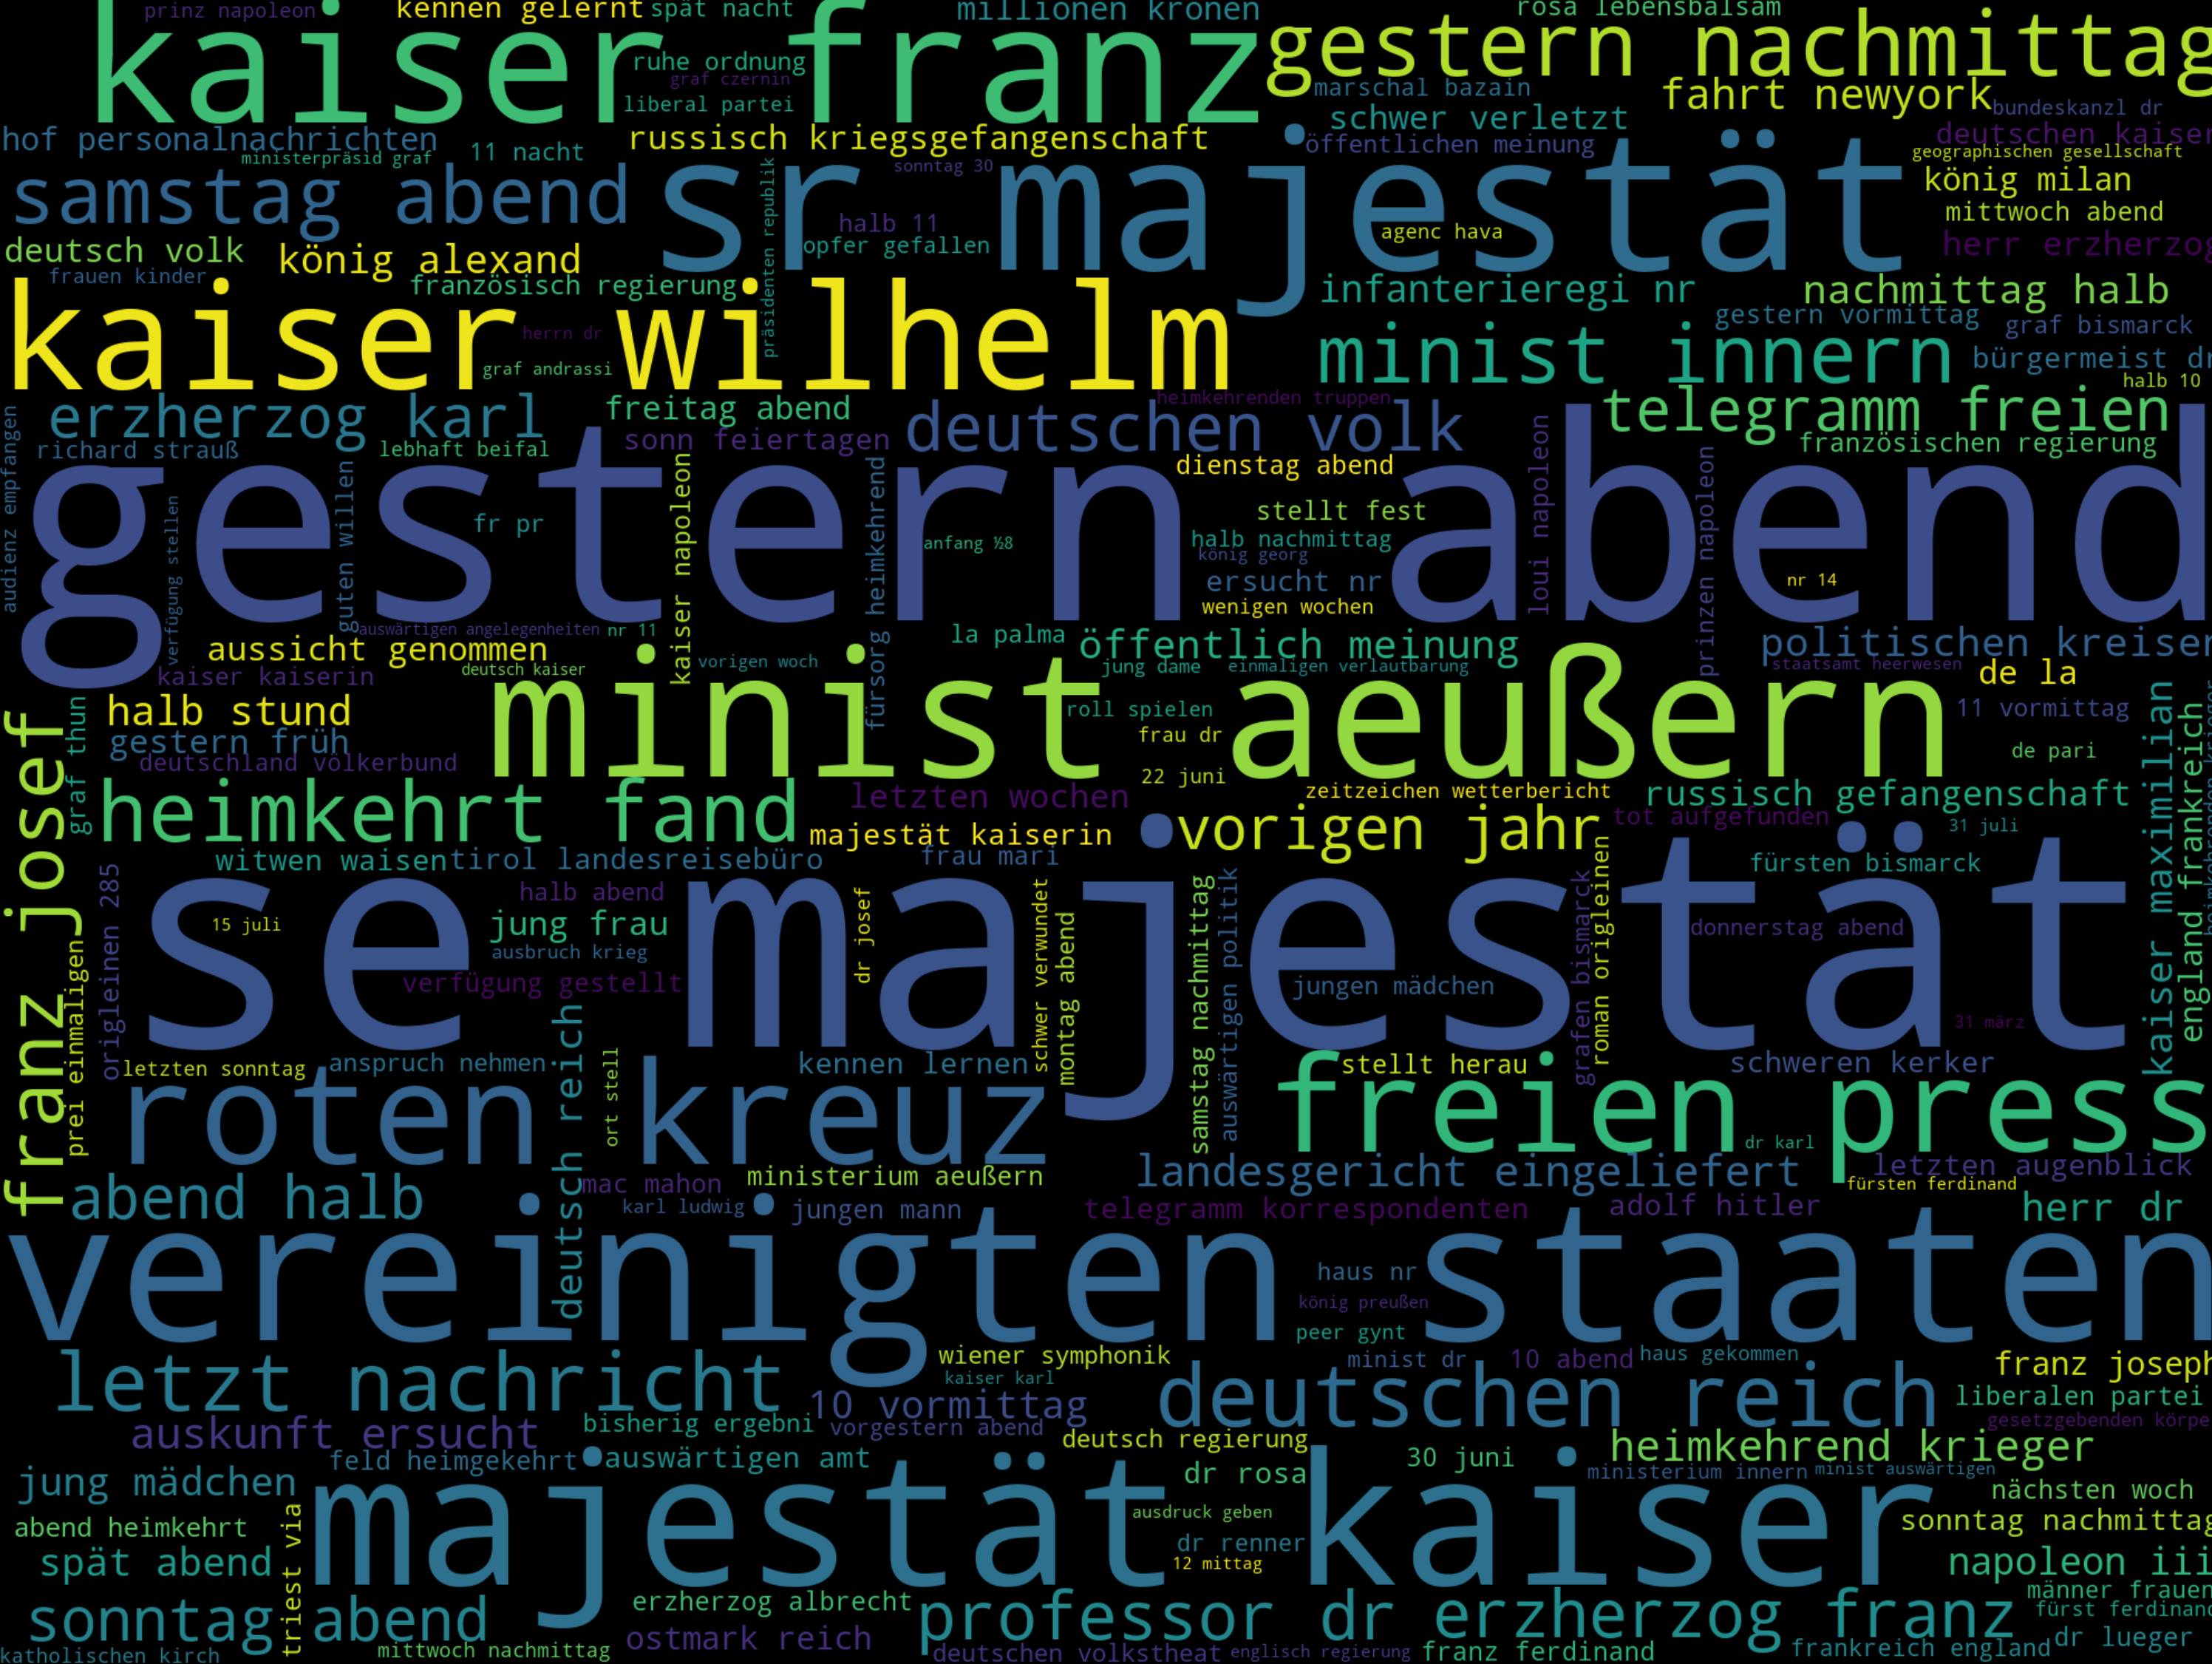 prinz napoleon
kennen gelernt
spät nacht
millionen kronen
rosa lebensbalsam
kaiser franz
gestern nachmittag
ruhe ordnung
graf czernin
liberal partei
marschal bazain
fahrt newyork
bundeskanzl dr
schwer verletzt
hof personalnachrichten
russisch kriegsgefangenschaft
öffentlichen meinung
deutschen kaiser
ministerpräsid graf
11 nacht
sonntag 30
geographischen gesellschaft
samstag abend
sr majestät
könig milan
mittwoch abend
halb 11
opfer gefallen
agenc hava
präsidenten republik
deutsch volk
könig alexand
herr erzherzog
frauen kinder
französisch regierung
infanterieregi nr
nachmittag halb
kaiser wilhelm
herrn dr
gestern vormittag
graf bismarck
minist innern
bürgermeist dr
graf andrassi
halb 10
erzherzog karl
freitag abend
heimkehrenden truppen
deutschen volk
telegramm freien
richard strauß
lebhaft beifal
sonn feiertagen
französischen regierung
audienz empfangen
gestern abend
dienstag abend
verfügung stellen
guten willen
fr pr
kaiser napoleon
fürsorg heimkehrend
anfang ½8
stellt fest
halb nachmittag
könig georg
ersucht nr
wenigen wochen
loui napoleon
prinzen napoleon
nr 14
auswärtigen angelegenheiten
nr 11
la palma
öffentlich meinung
politischen kreisen
aussicht genommen
kaiser kaiserin
deutsch kaiser
vorigen woch
jung dame
einmaligen verlautbarung
staatsamt heerwesen
de la
minist aeußern
halb stund
gestern früh
deutschland völkerbund
graf thun
roll spielen
frau dr
22 juni
11 vormittag
de pari
kaiser maximilian
england frankreich
franz josef
heimkehrt fand
letzten wochen
zeitzeichen wetterbericht
russisch gefangenschaft
majestät kaiserin
vorigen jahr
tot aufgefunden
31 juli
witwen waisen
tirol landesreisebüro
frau mari
fürsten bismarck
se majestät
prei einmaligen
origleinen 285
15 juli
halb abend
jung frau
ausbruch krieg
verfügung gestellt
dr josef
schwer verwundet
montag abend
samstag nachmittag
auswärtigen politik
jungen mädchen
grafen bismarck
roman origleinen
donnerstag abend
31 märz
letzten sonntag
anspruch nehmen
deutsch reich
ort stell
kennen lernen
stellt herau
schweren kerker
roten kreuz
freien press
dr karl
mac mahon
ministerium aeußern
landesgericht eingeliefert
letzten augenblick
fürsten ferdinand
abend halb
karl ludwig
jungen mann
telegramm korrespondenten
adolf hitler
herr dr
vereinigten staaten
haus nr
könig preußen
peer gynt
letzt nachricht
wiener symphonik
kaiser karl
minist dr
10 abend
haus gekommen
franz joseph
deutschen reich
10 vormittag
liberalen partei
auskunft ersucht
bisherig ergebni
vorgestern abend
gesetzgebenden körper
deutsch regierung
feld heimgekehrt
auswärtigen amt
30 juni
heimkehrend krieger
jung mädchen
majestät kaiser
dr rosa
ministerium innern
minist auswärtigen
nächsten woch
abend heimkehrt
triest via
ausdruck geben
sonntag nachmittag
spät abend
dr renner
12 mittag
napoleon iii
sonntag abend
erzherzog albrecht
professor dr
erzherzog franz
männer frauen
fürst ferdinand
katholischen kirch
mittwoch nachmittag
ostmark reich
deutschen volkstheat
englisch regierung
franz ferdinand
frankreich england
dr lueger